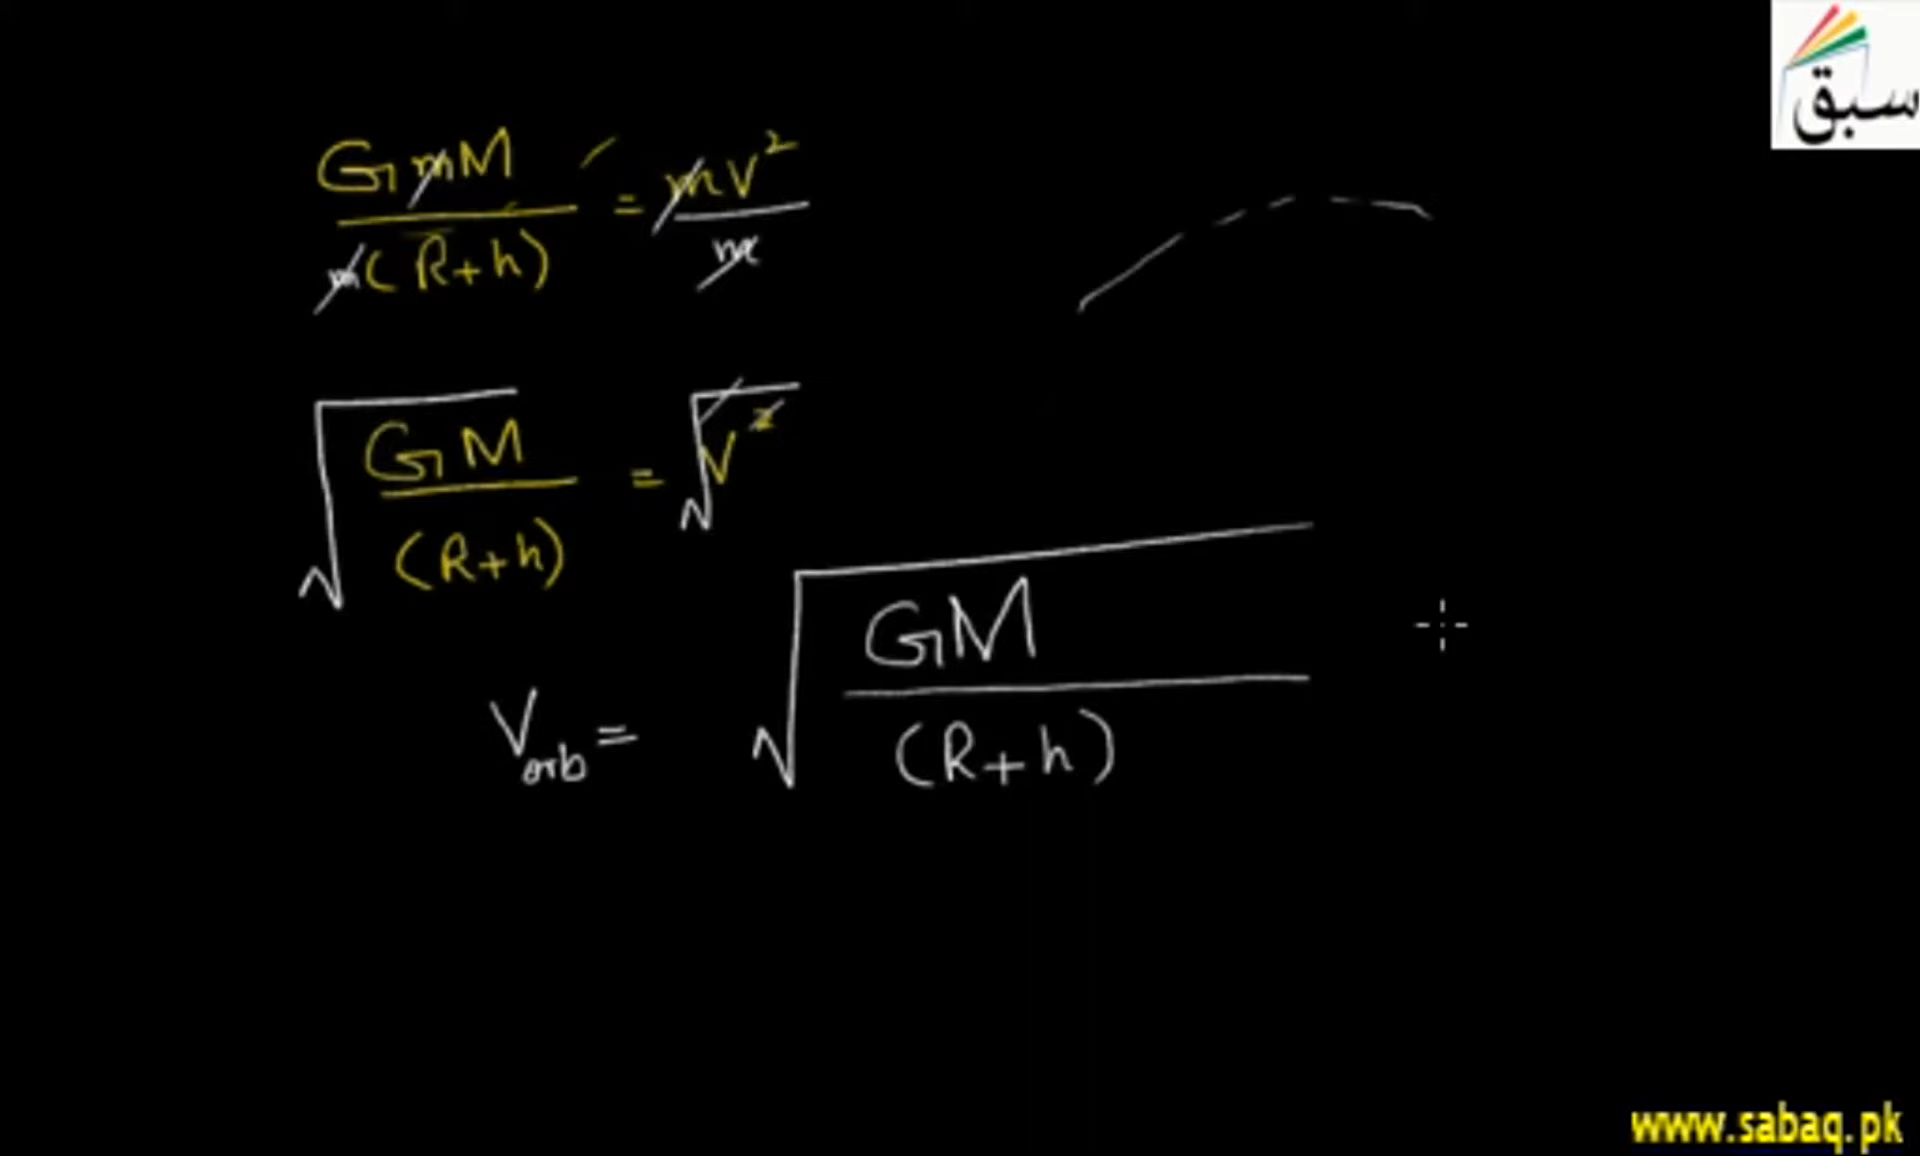 سبق
GmM / m(R+h) = mv² / m
√(GM / (R+h)) = √v²
V_orb = √(GM / (R+h))
www.sabaq.pk